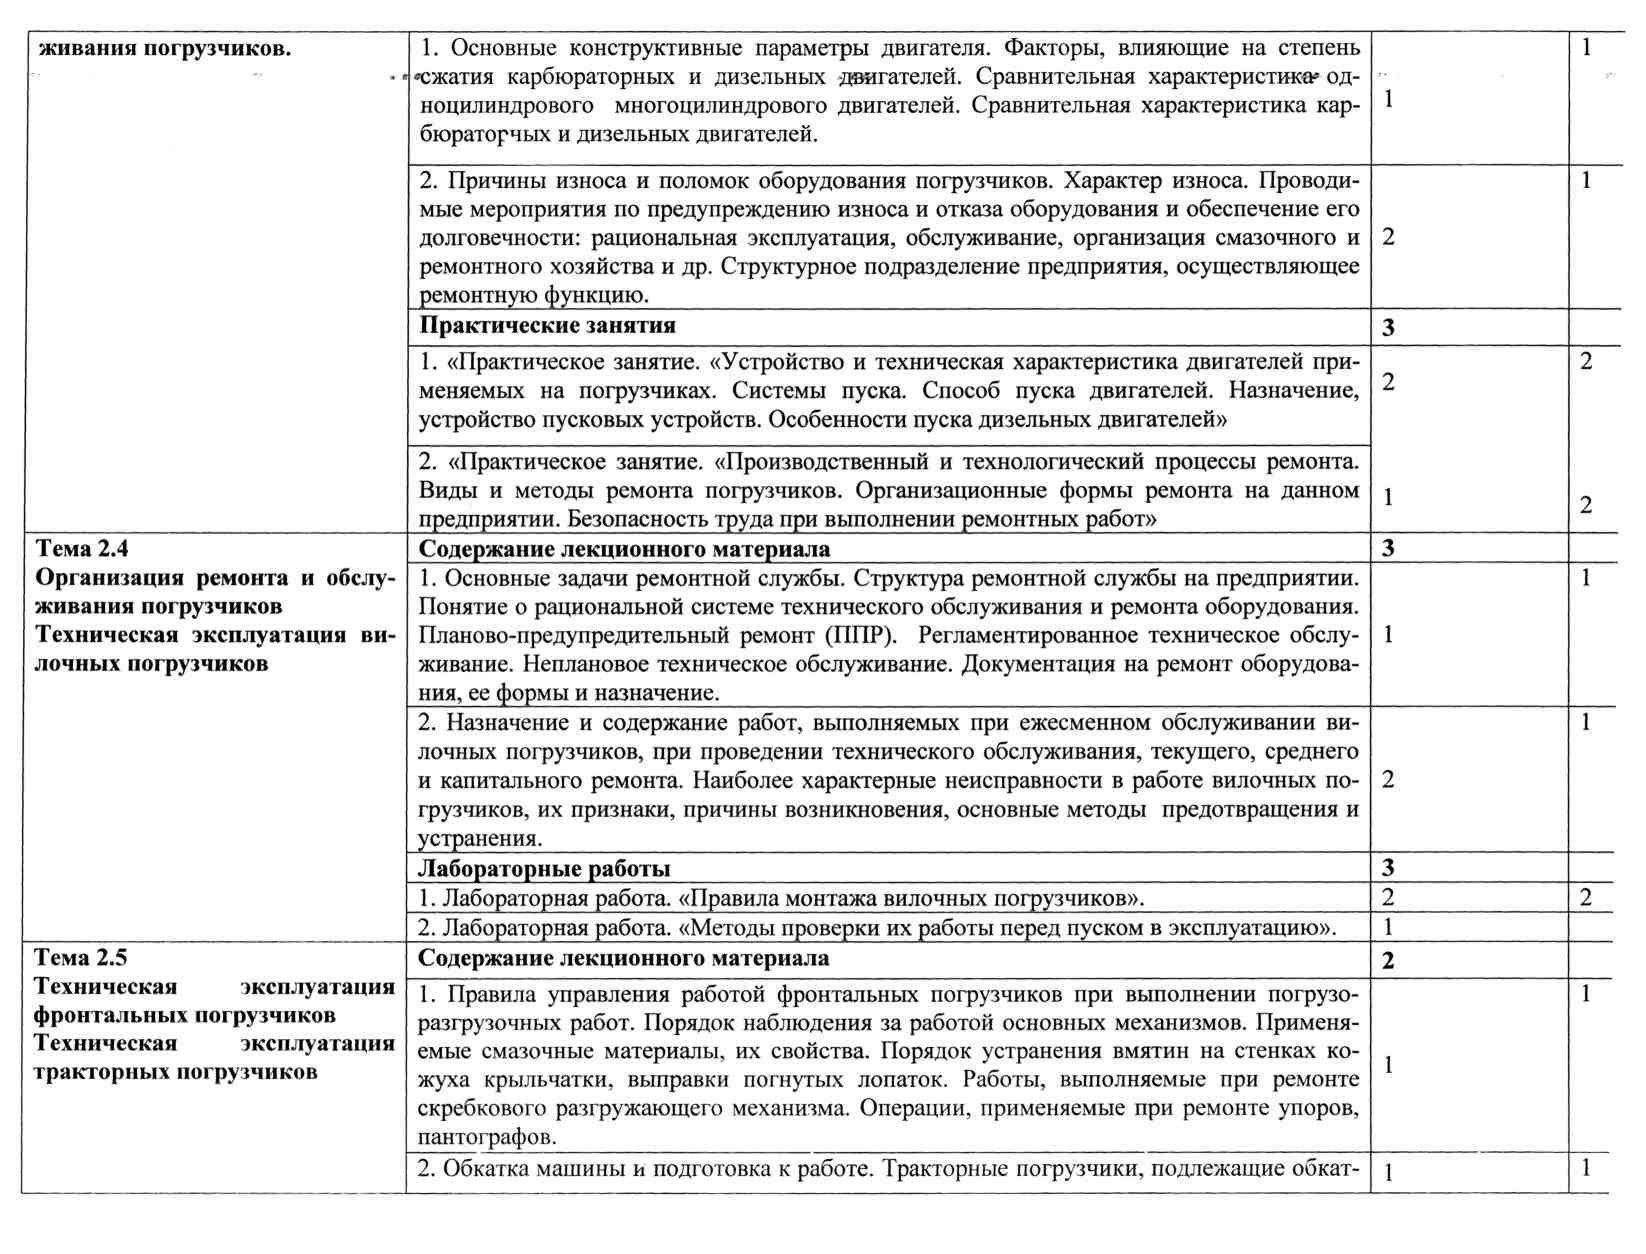 живания погрузчиков.
1. Основные конструктивные параметры двигателя. Факторы, влияющие на степень
сжатия карбюраторных и дизельных двигателей. Сравнительная характеристика од-
ноцилиндрового многоцилиндрового двигателей. Сравнительная характеристика кар-
бюраторчых и дизельных двигателей.
1
1
2. Причины износа и поломок оборудования погрузчиков. Характер износа. Проводи-
мые мероприятия по предупреждению износа и отказа оборудования и обеспечение его
долговечности: рациональная эксплуатация, обслуживание, организация смазочного и
ремонтного хозяйства и др. Структурное подразделение предприятия, осуществляющее
ремонтную функцию.
2
1
Практические занятия
3
1. «Практическое занятие. «Устройство и техническая характеристика двигателей при-
меняемых на погрузчиках. Системы пуска. Способ пуска двигателей. Назначение,
устройство пусковых устройств. Особенности пуска дизельных двигателей»
2
2
2. «Практическое занятие. «Производственный и технологический процессы ремонта.
Виды и методы ремонта погрузчиков. Организационные формы ремонта на данном
предприятии. Безопасность труда при выполнении ремонтных работ»
1
2
Тема 2.4
Организация ремонта и обслу-
живания погрузчиков
Техническая эксплуатация ви-
лочных погрузчиков
Содержание лекционного материала
3
1. Основные задачи ремонтной службы. Структура ремонтной службы на предприятии.
Понятие о рациональной системе технического обслуживания и ремонта оборудования.
Планово-предупредительный ремонт (ППР). Регламентированное техническое обслу-
живание. Неплановое техническое обслуживание. Документация на ремонт оборудова-
ния, ее формы и назначение.
1
1
2. Назначение и содержание работ, выполняемых при ежесменном обслуживании ви-
лочных погрузчиков, при проведении технического обслуживания, текущего, среднего
и капитального ремонта. Наиболее характерные неисправности в работе вилочных по-
грузчиков, их признаки, причины возникновения, основные методы предотвращения и
устранения.
2
1
Лабораторные работы
3
1. Лабораторная работа. «Правила монтажа вилочных погрузчиков».
2
2
2. Лабораторная работа. «Методы проверки их работы перед пуском в эксплуатацию».
1
Тема 2.5
Техническая эксплуатация
фронтальных погрузчиков
Техническая эксплуатация
тракторных погрузчиков
Содержание лекционного материала
2
1. Правила управления работой фронтальных погрузчиков при выполнении погрузо-
разгрузочных работ. Порядок наблюдения за работой основных механизмов. Применя-
емые смазочные материалы, их свойства. Порядок устранения вмятин на стенках ко-
жуха крыльчатки, выправки погнутых лопаток. Работы, выполняемые при ремонте
скребкового разгружающего механизма. Операции, применяемые при ремонте упоров,
пантографов.
1
1
2. Обкатка машины и подготовка к работе. Тракторные погрузчики, подлежащие обкат-
1
1